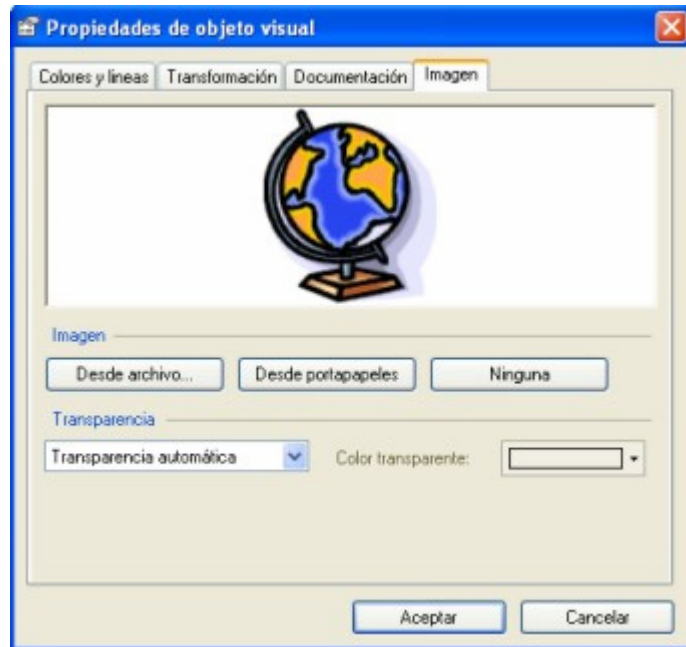 Propiedades de objeto visual
Colores y lineas Transformación Documentación Imagen
Imagen
Desde archivo... Desde portapapeles Ninguna
Transparencia
Transparencia automática Color transparente:
Aceptar Cancelar